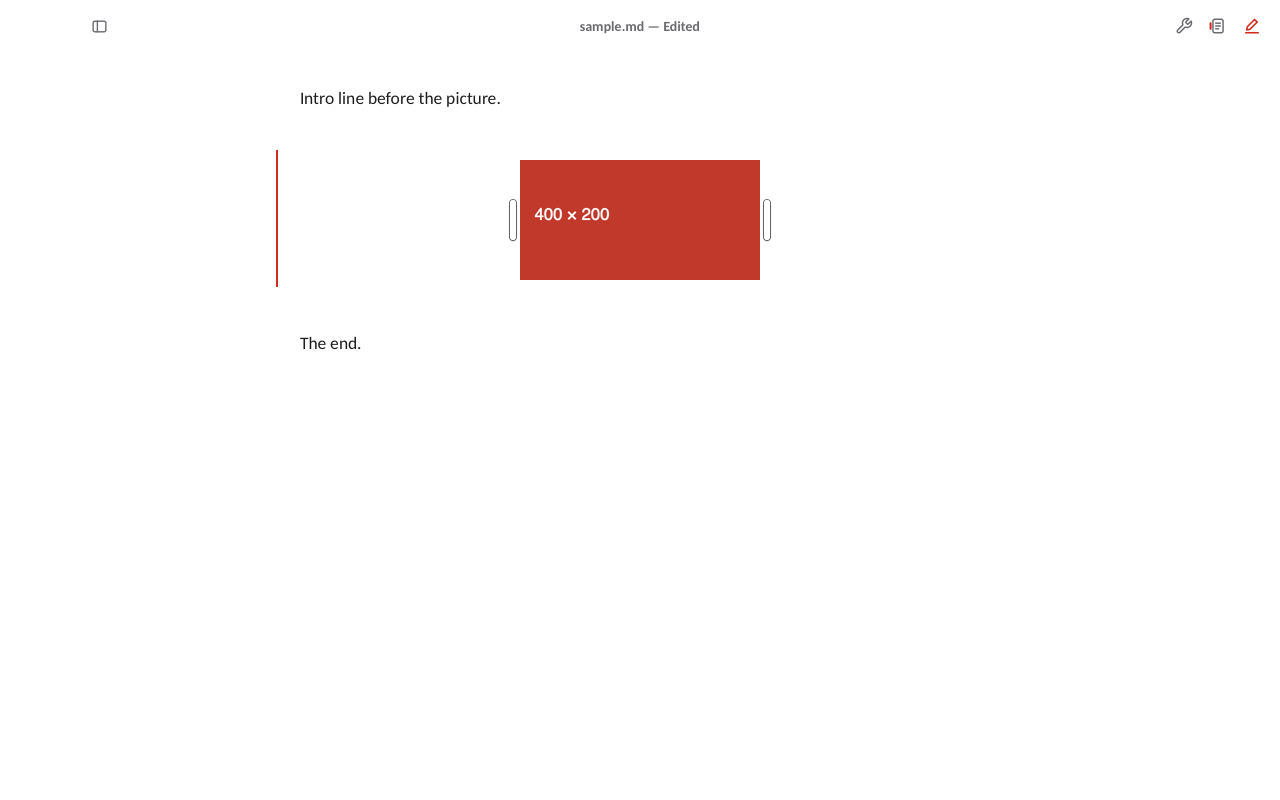 sample.md — Edited
Intro line before the picture.
400 × 200
The end.